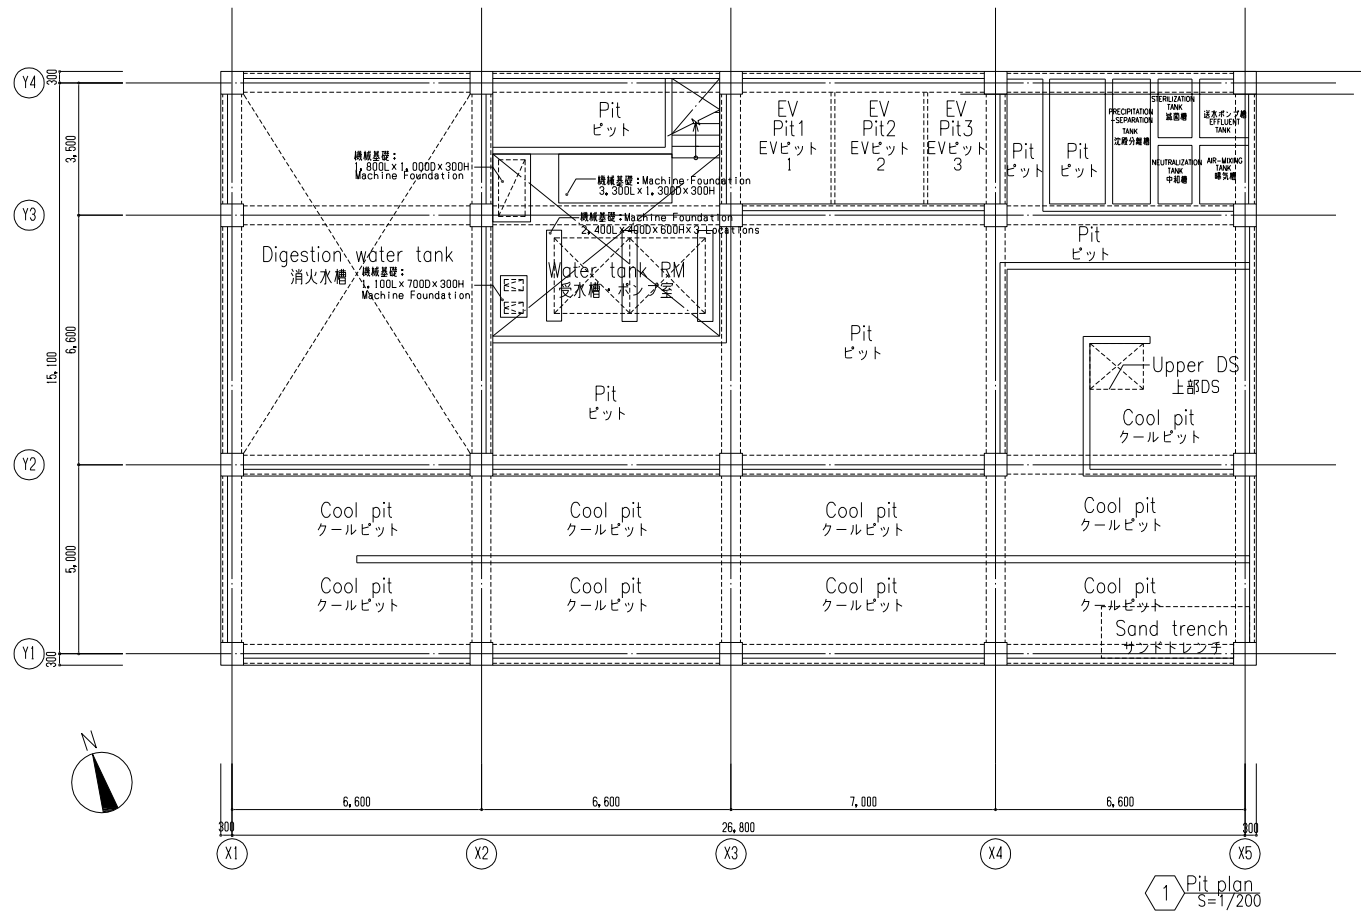 Y4
300
Pit
ピット
EV
Pit1
EVピット
1
EV
Pit2
EVピット
2
EV
Pit3
EVピット
3
Pit
ピット
Pit
ピット
PRECIPITATION
-SEPARATION
TANK
沈殿分離槽
STERILIZATION
TANK
滅菌槽
送水ポンプ槽
EFFLUENT
TANK
NEUTRALIZATION
TANK
中和槽
AIR-MIXING
TANK
曝気槽
3,500
機械基礎:
1,800L×1,000D×300H
Machine Foundation
機械基礎:Machine Foundation
3,300L×1,300D×300H
Y3
機械基礎:Machine Foundation
2,400L×400D×600H×3 Locations
Pit
ピット
Digestion water tank
消火水槽
機械基礎:
1,100L×700D×300H
Machine Foundation
Water tank RM
受水槽・ポンプ室
6,600
15,100
Pit
ピット
Upper DS
上部DS
Pit
ピット
Cool pit
クールピット
Y2
Cool pit
クールピット
Cool pit
クールピット
Cool pit
クールピット
Cool pit
クールピット
5,000
Cool pit
クールピット
Cool pit
クールピット
Cool pit
クールピット
Cool pit
クールピット
Sand trench
サンドトレンチ
Y1
300
N
6,600
6,600
7,000
6,600
300
26,800
300
X1
X2
X3
X4
X5
1
Pit plan
S=1/200